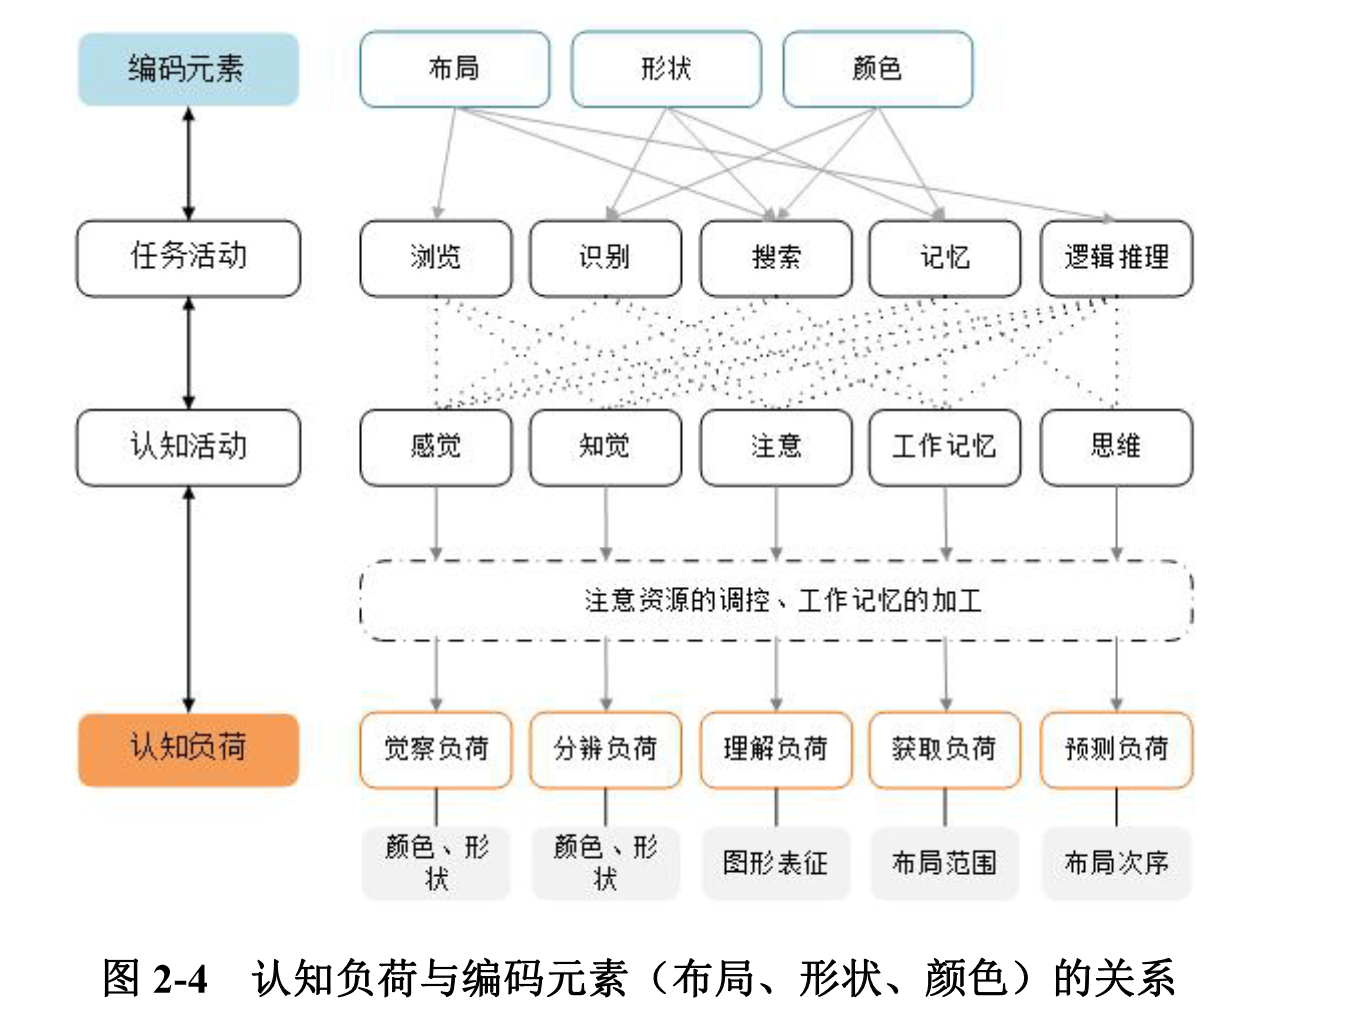 编码元素
布局
形状
颜色
任务活动
浏览
识别
搜索
记忆
逻辑推理
认知活动
感觉
知觉
注意
工作记忆
思维
注意资源的调控、工作记忆的加工
认知负荷
觉察负荷
分辨负荷
理解负荷
获取负荷
预测负荷
颜色、形
状
颜色、形
状
图形表征
布局范围
布局次序
图 2-4 认知负荷与编码元素（布局、形状、颜色）的关系